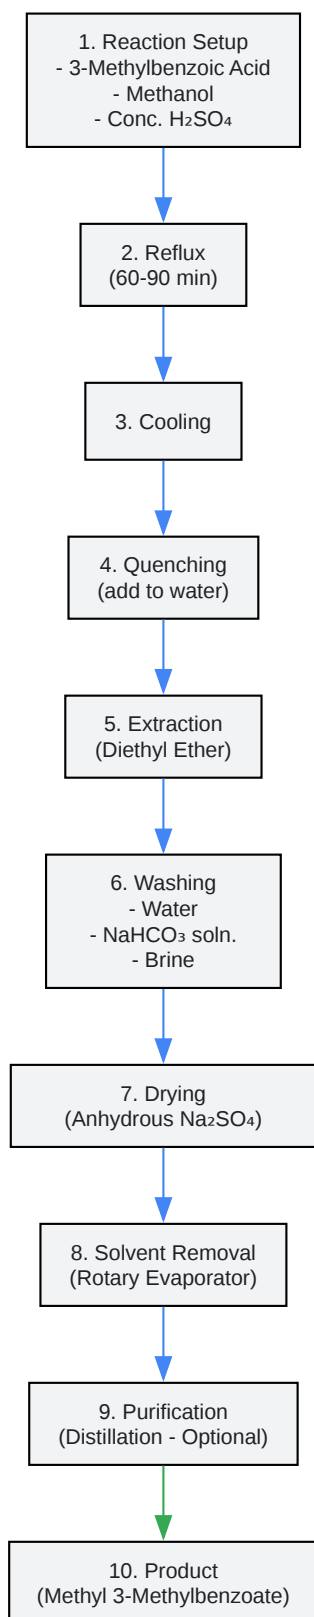 1. Reaction Setup
- 3-Methylbenzoic Acid
- Methanol
- Conc. H₂SO₄
2. Reflux
(60-90 min)
3. Cooling
4. Quenching
(add to water)
5. Extraction
(Diethyl Ether)
6. Washing
- Water
- NaHCO₃ soln.
- Brine
7. Drying
(Anhydrous Na₂SO₄)
8. Solvent Removal
(Rotary Evaporator)
9. Purification
(Distillation - Optional)
10. Product
(Methyl 3-Methylbenzoate)